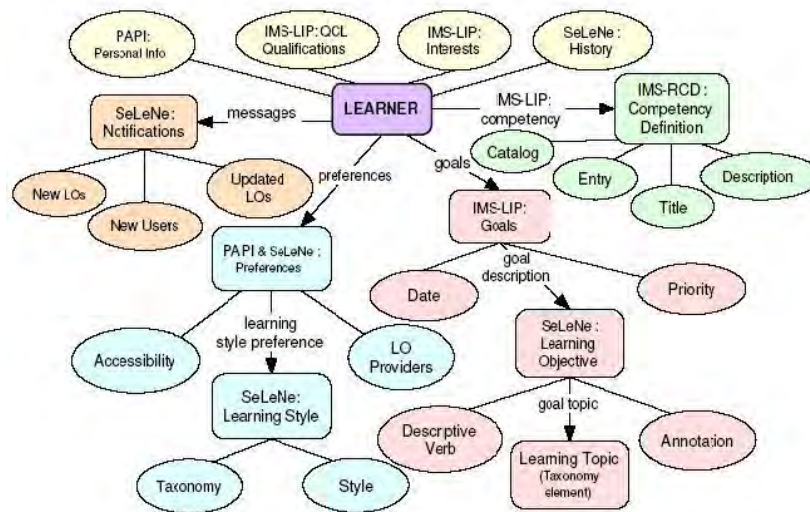 PAPI:
Personal Info
IMS-LIP:QCL
Qualifications
IMS-LIP:
Interests
SeLeNe:
History
LEARNER
messages
MS-LIP:
competency
IMS-RCD:
Competency
Definition
SeLeNe:
Notifications
preferences
goals
Catalog
Entry
Title
Description
New LOs
New Users
Updated
LOs
IMS-LIP:
Goals
PAPI & SeLeNe:
Preferences
goal
description
Date
Priority
learning
style preference
Accessibility
LO
Providers
SeLeNe:
Learning
Objective
SeLeNe:
Learning Style
goal topic
Descriptive
Verb
Annotation
Learning Topic
(Taxonomy
element)
Taxonomy
Style